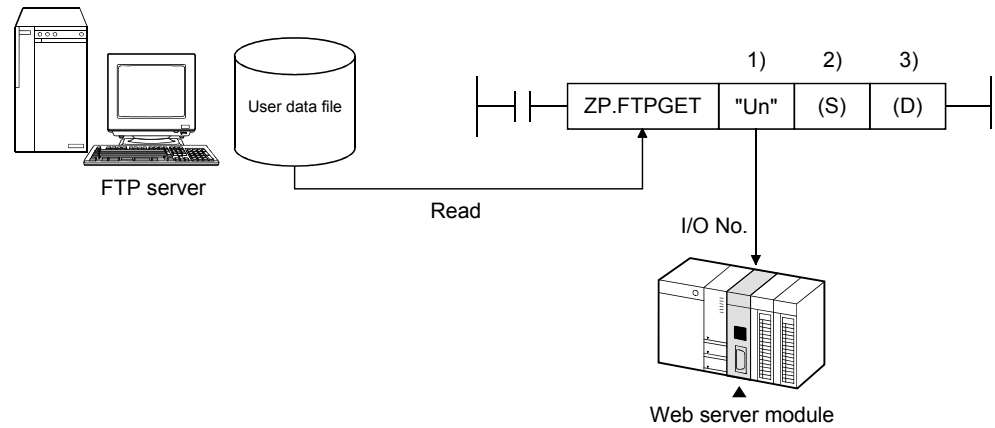 1) 2) 3)
User data file
ZP.FTPGET "Un" (S) (D)
FTP server
Read
I/O No.
Web server module